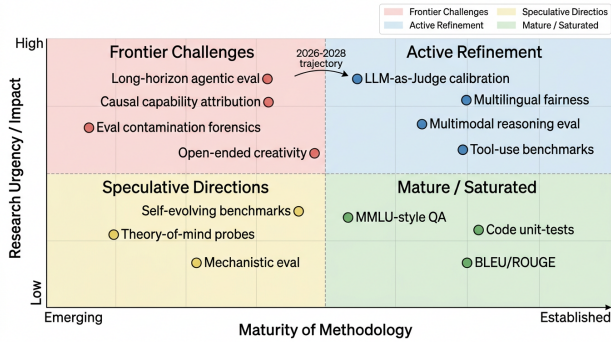 Frontier Challenges
Speculative Directios
Active Refinement
Mature / Saturated
High
Frontier Challenges
2026-2028
trajectory
Active Refinement
Long-horizon agentic eval
LLM-as-Judge calibration
Causal capability attribution
Multilingual fairness
Eval contamination forensics
Multimodal reasoning eval
Open-ended creativity
Tool-use benchmarks
Research Urgency / Impact
Speculative Directions
Mature / Saturated
Self-evolving benchmarks
MMLU-style QA
Theory-of-mind probes
Code unit-tests
Mechanistic eval
BLEU/ROUGE
Low
Emerging
Established
Maturity of Methodology